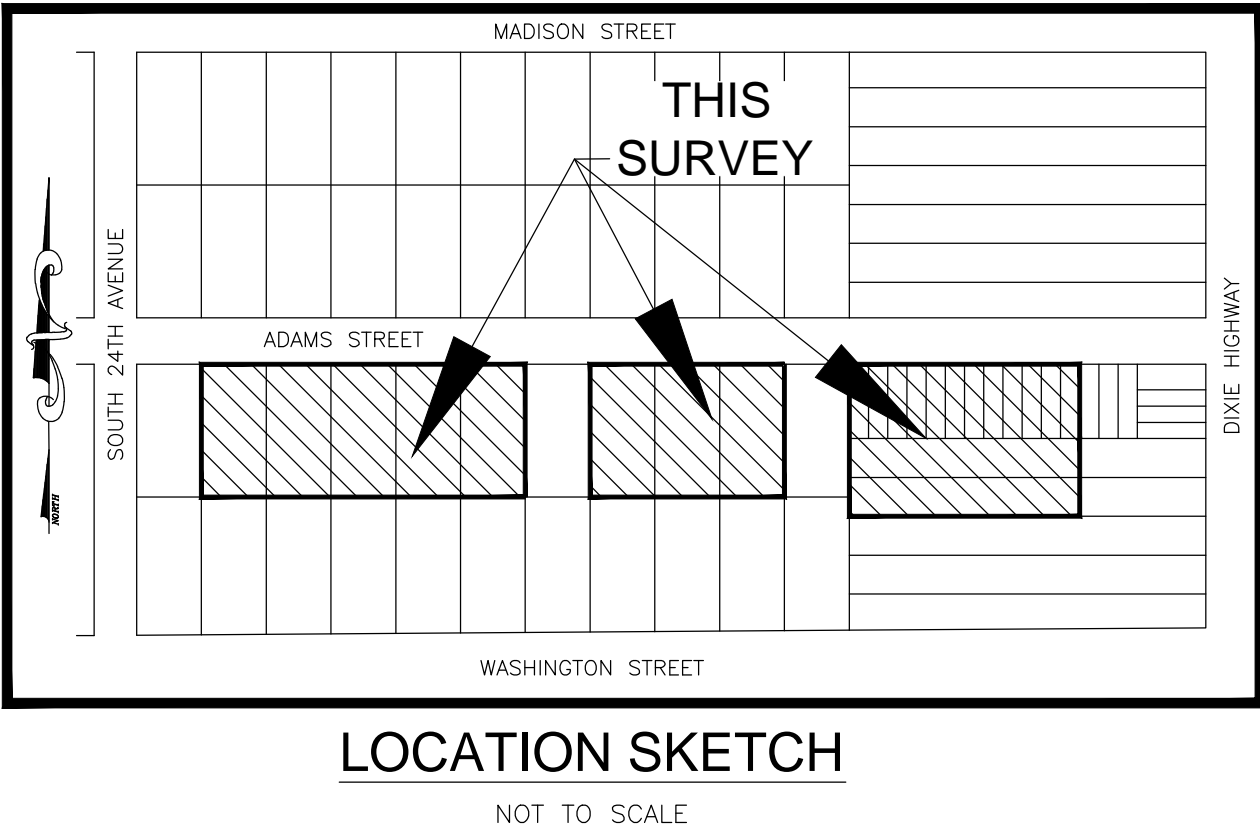 MADISON STREET
THIS
SURVEY
SOUTH 24TH AVENUE
ADAMS STREET
DIXIE HIGHWAY
NORTH
WASHINGTON STREET
LOCATION SKETCH
NOT TO SCALE